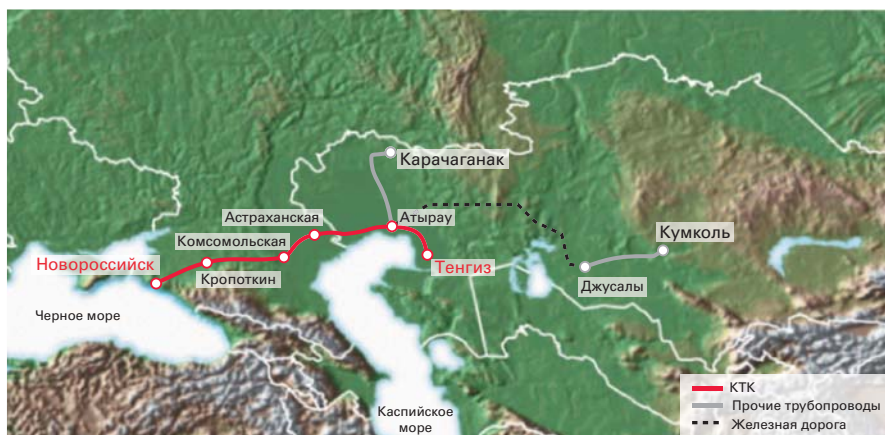 Карачаганак
Астраханская
Атырау
Комсомольская
Кумколь
Новороссийск
Тенгиз
Кропоткин
Джусалы
Черное море
Каспийское
море
КТК
Прочие трубопроводы
Железная дорога